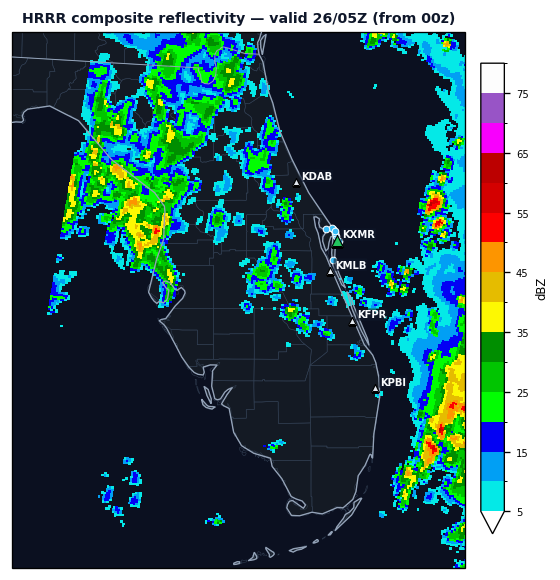 HRRR composite reflectivity — valid 26/05Z (from 00z)
KDAB
KXMR
KMLB
KFPR
KPBI
75
65
55
45
35
25
15
5
dBZ